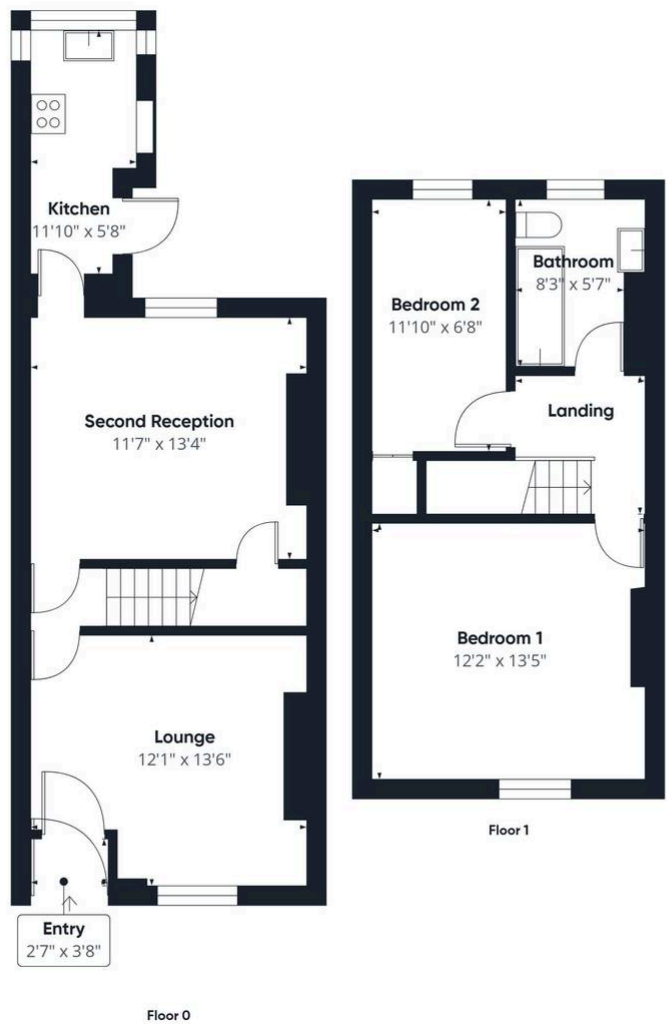 Kitchen
11'10" x 5'8"
Second Reception
11'7" x 13'4"
Lounge
12'1" x 13'6"
Entry
2'7" x 3'8"
Floor 0
Bedroom 2
11'10" x 6'8"
Bathroom
8'3" x 5'7"
Landing
Bedroom 1
12'2" x 13'5"
Floor 1